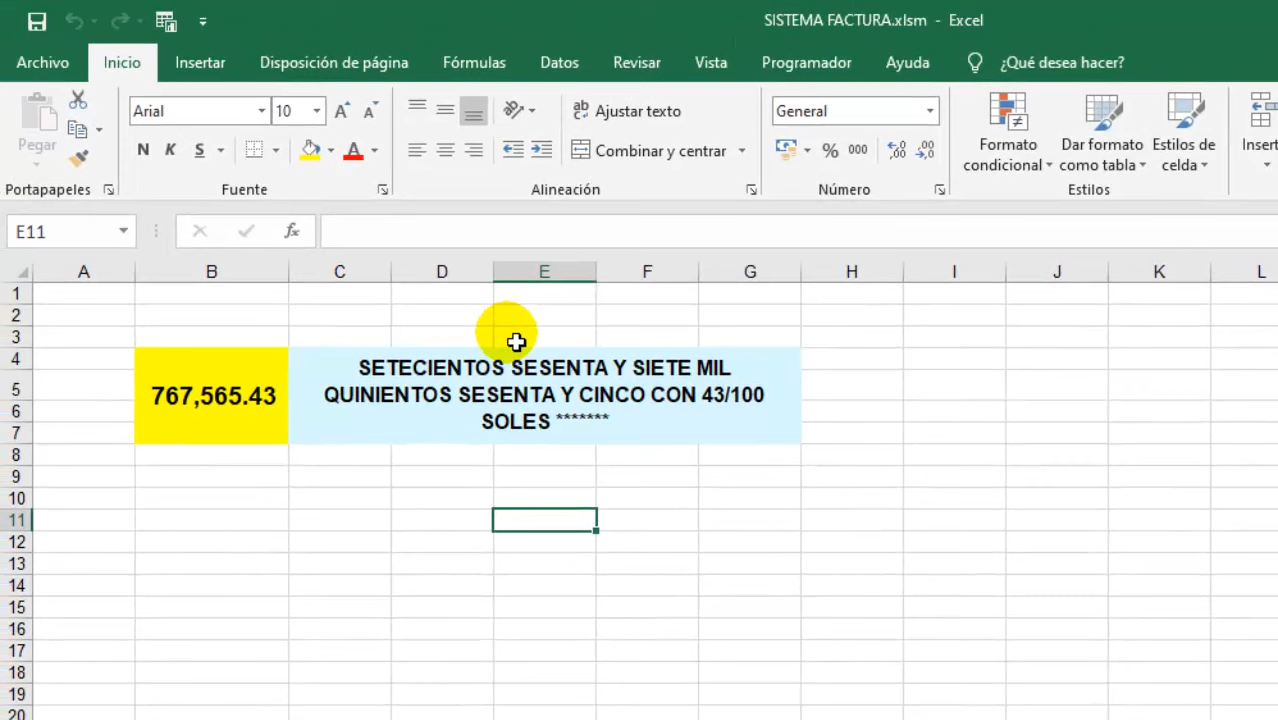 SISTEMA FACTURA.xlsm - Excel
Archivo Inicio Insertar Disposición de página Fórmulas Datos Revisar Vista Programador Ayuda ¿Qué desea hacer?
Pegar
Portapapeles
Arial 10
N K S
Fuente
Ajustar texto
Combinar y centrar
Alineación
General
% 000
Número
Formato condicional
Dar formato como tabla
Estilos de celda
Estilos
E11 fx
A B C D E F G H I J K L
1
2
3
4
5
6
7
8
9
10
11
12
13
14
15
16
17
18
19
20
767,565.43
SETECIENTOS SESENTA Y SIETE MIL
QUINIENTOS SESENTA Y CINCO CON 43/100
SOLES *******